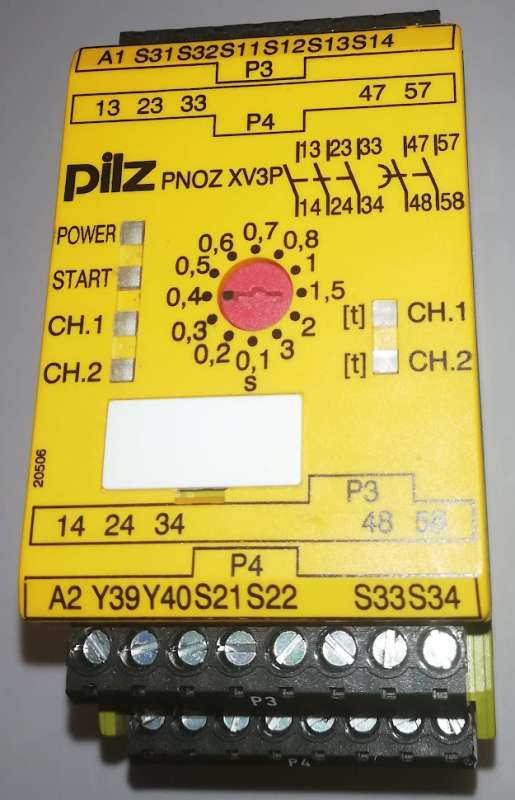 A1 S31 S32 S11 S12 S13 S14
P3
13 23 33 47 57
P4
pilz PNOZ XV3P
13 23 33 47 57
14 24 34 48 58
POWER
START
CH.1
CH.2
0,1 0,2 0,3 0,4 0,5 0,6 0,7 0,8 1 1,5 2 3
s
[t] CH.1
[t] CH.2
20506
P3
14 24 34 48 58
P4
A2 Y39 Y40 S21 S22 S33 S34
P3
P4